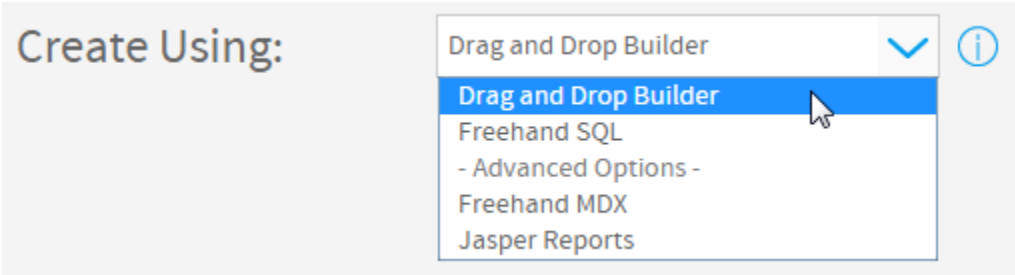 Create Using:
Drag and Drop Builder
Drag and Drop Builder
Freehand SQL
- Advanced Options -
Freehand MDX
Jasper Reports